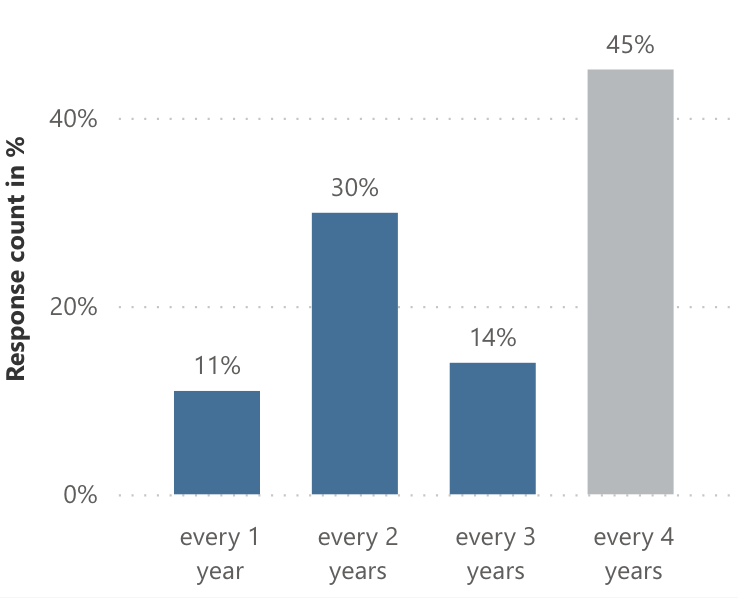 Response count in %
45%
40%
30%
20%
14%
11%
0%
every 1
year
every 2
years
every 3
years
every 4
years